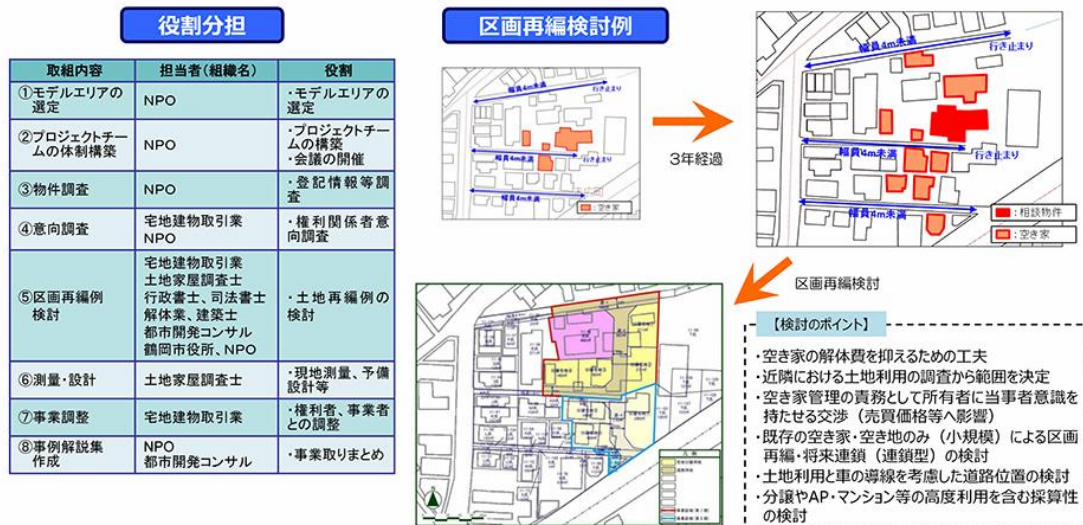 役割分担
取組内容
担当者(組織名)
役割
①モデルエリアの
選定
NPO
・モデルエリアの
選定
②プロジェクトチー
ムの体制構築
NPO
・プロジェクトチー
ムの構築
・会議の開催
③物件調査
NPO
・登記情報等調
査
④意向調査
宅地建物取引業
NPO
・権利関係者意
向調査
⑤区画再編例
検討
宅地建物取引業
土地家屋調査士
行政書士、司法書士
解体業、建築士
都市開発コンサル
鶴岡市役所、NPO
・土地再編例の
検討
⑥測量・設計
土地家屋調査士
・現地測量、予備
設計等
⑦事業調整
宅地建物取引業
・権利者、事業者
との調整
⑧事例解説集
作成
NPO
都市開発コンサル
・事業取りまとめ
区画再編検討例
幅員4m未満
行き止まり
幅員4m未満
行き止まり
幅員4m未満
:空き家
3年経過
幅員4m未満
行き止まり
幅員4m未満
行き止まり
幅員4m未満
:相談物件
:空き家
区画再編検討
【検討のポイント】
・空き家の解体費を抑えるための工夫
・近隣における土地利用の調査から範囲を決定
・空き家管理の責務として所有者に当事者意識を
持たせる交渉（売買価格等へ影響）
・既存の空き家・空き地のみ（小規模）による区画
再編・将来連鎖（連鎖型）の検討
・土地利用と車の導線を考慮した道路位置の検討
・分譲やAP・マンション等の高度利用を含む採算性
の検討